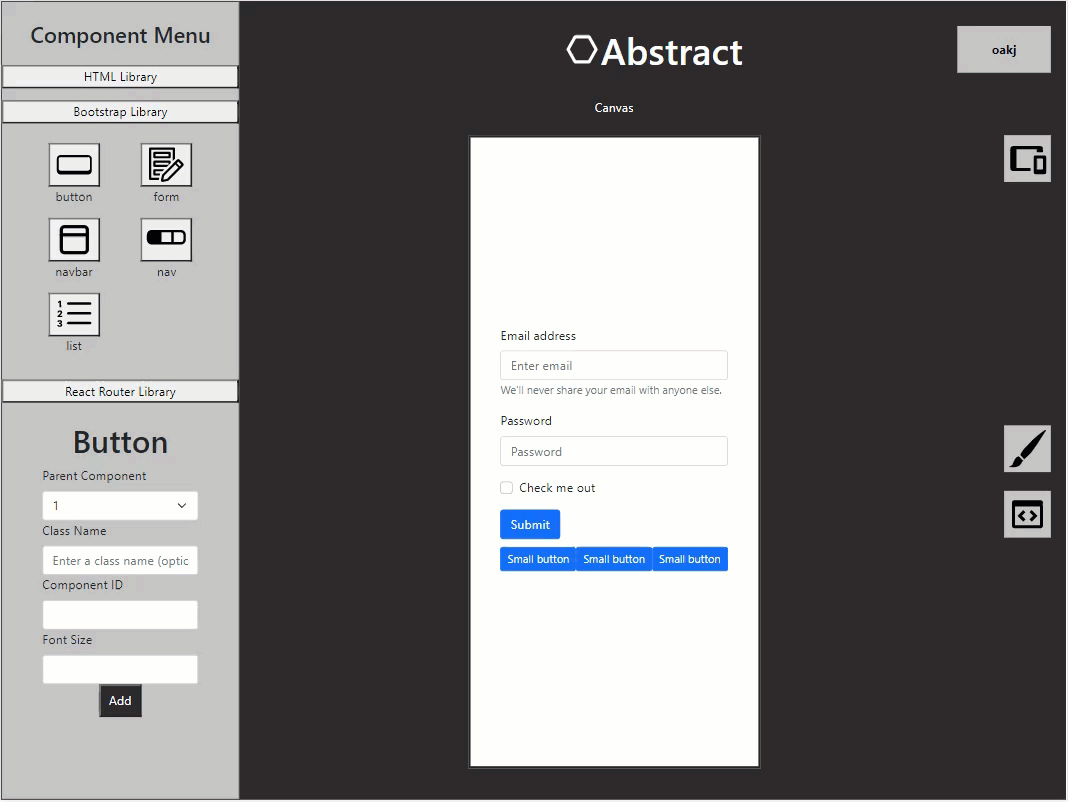 Component Menu
HTML Library
Bootstrap Library
button
form
navbar
nav
1
2
3
list
React Router Library
Button
Parent Component
1
Class Name
Enter a class name (optic
Component ID
Font Size
Add
Abstract
oakj
Canvas
Email address
Enter email
We'll never share your email with anyone else.
Password
Password
Check me out
Submit
Small button Small button Small button